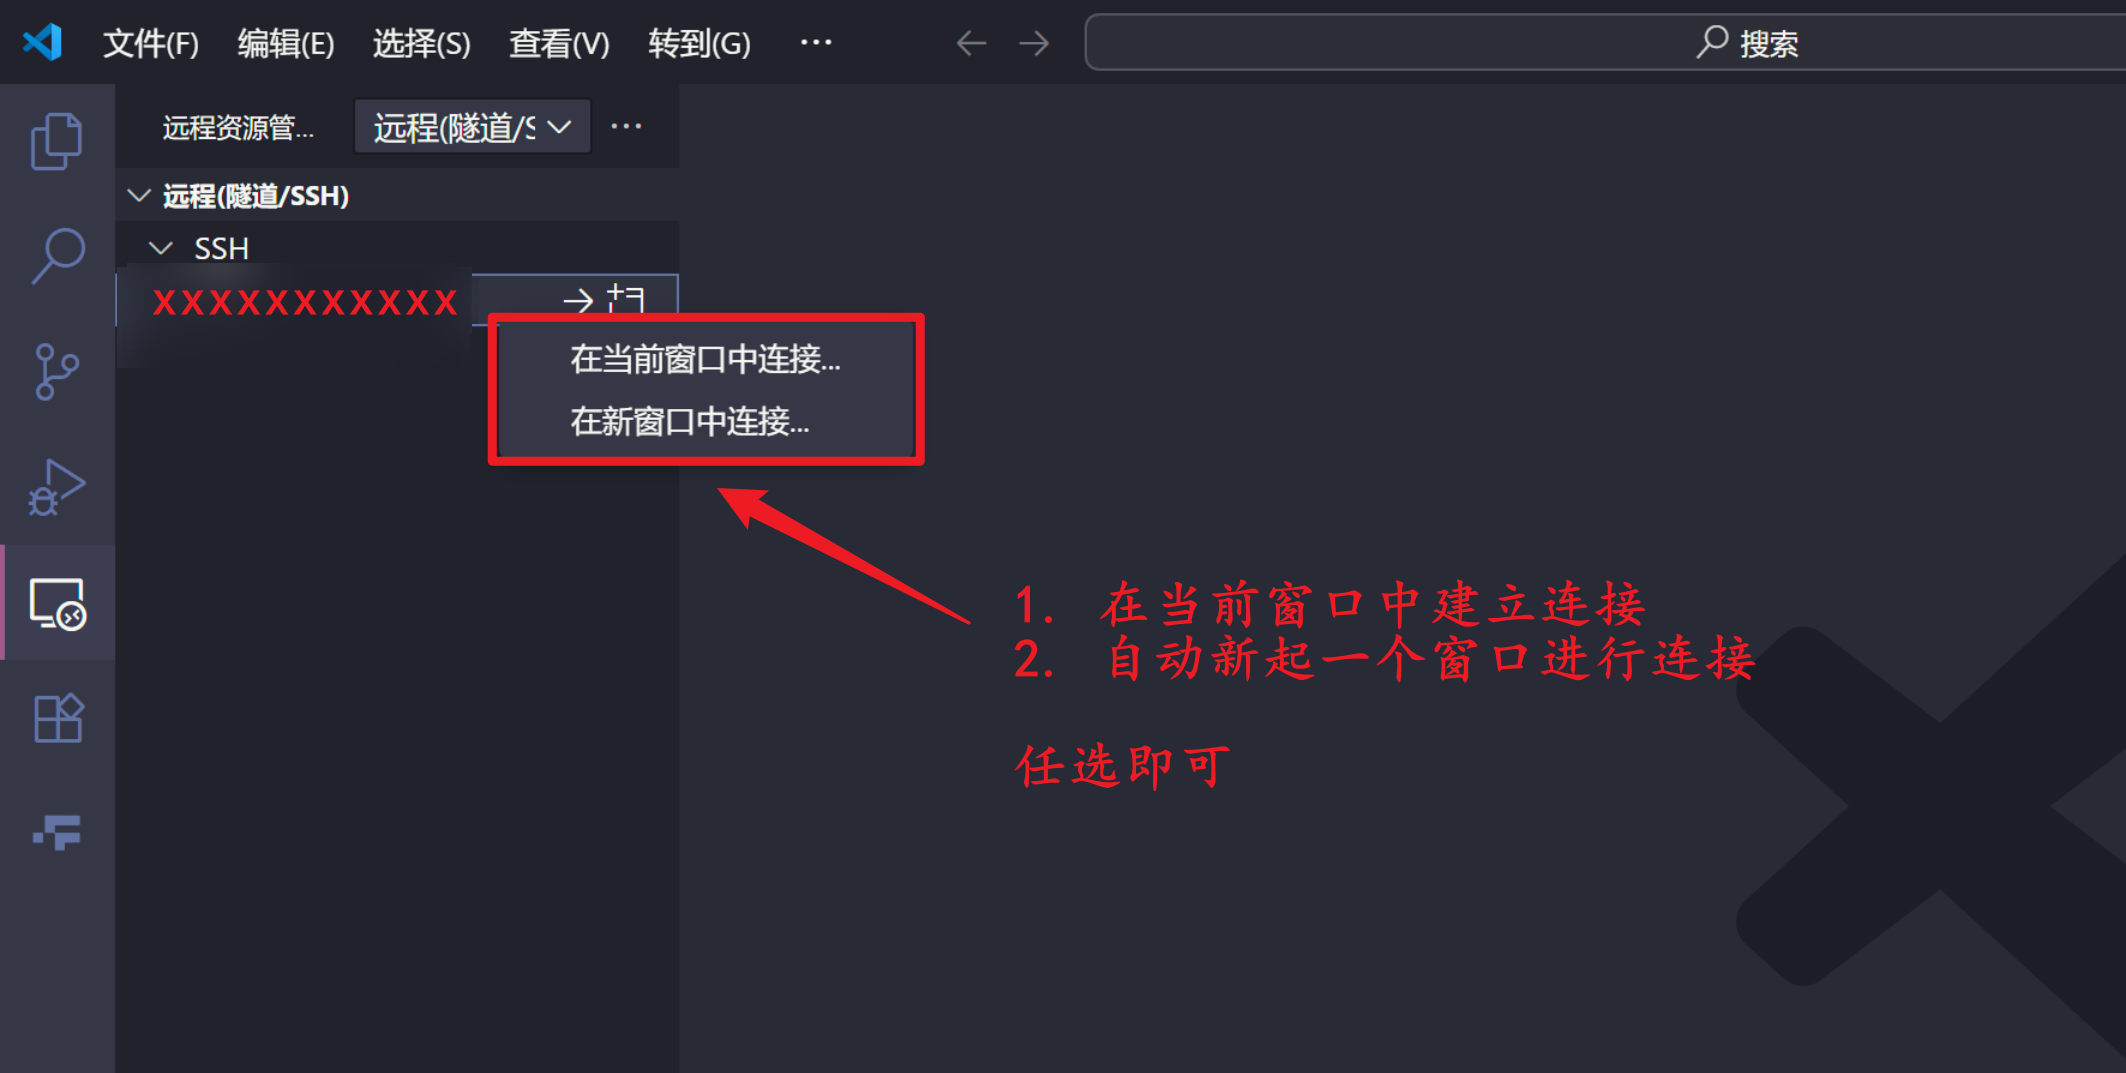 文件(F) 编辑(E) 选择(S) 查看(V) 转到(G) ··· 搜索
远程资源管... 远程(隧道/S ···
远程(隧道/SSH)
SSH
XXXXXXXXXXX
在当前窗口中连接...
在新窗口中连接...
1. 在当前窗口中建立连接
2. 自动新起一个窗口进行连接
任选即可